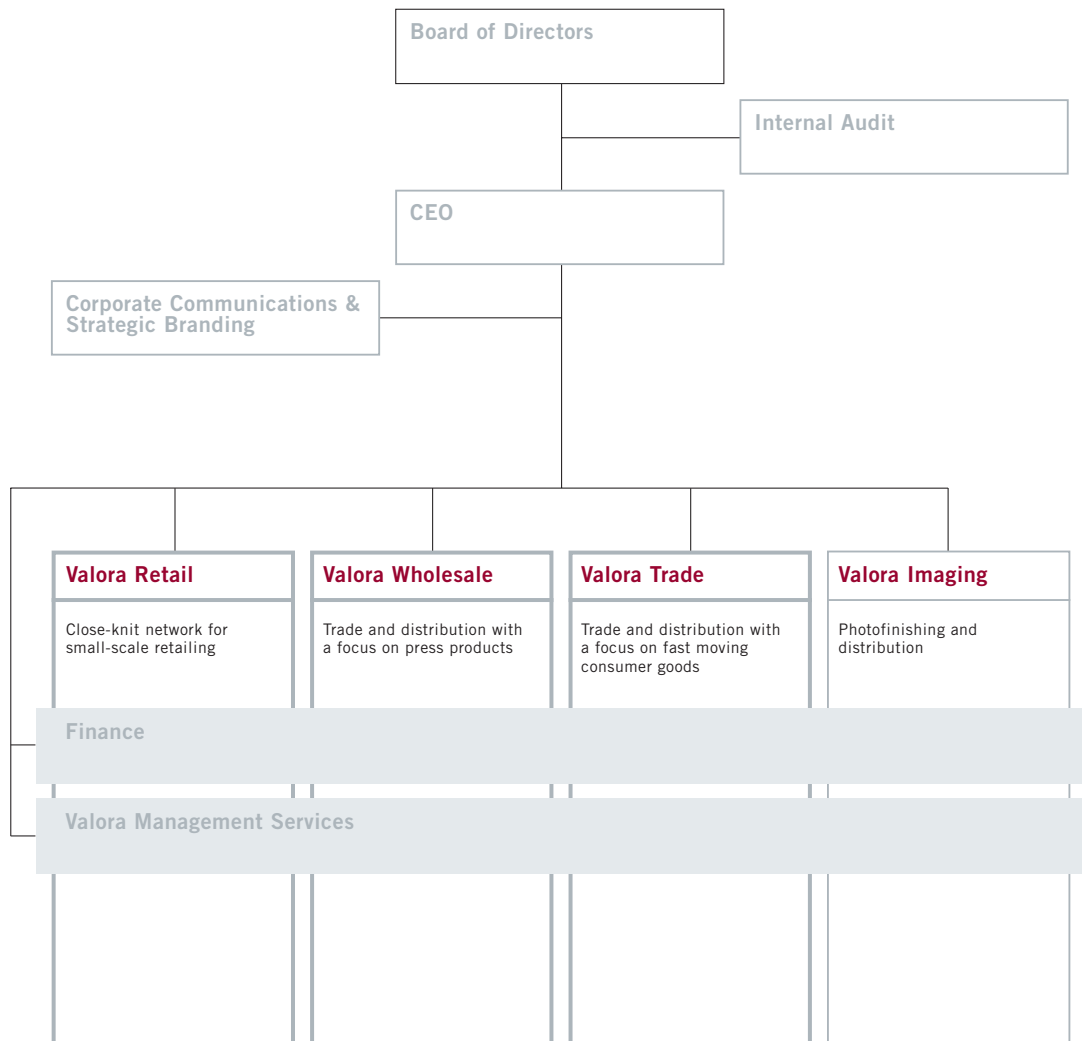 Board of Directors
Internal Audit
CEO
Corporate Communications &
Strategic Branding
Valora Retail
Close-knit network for
small-scale retailing
Valora Wholesale
Trade and distribution with
a focus on press products
Valora Trade
Trade and distribution with
a focus on fast moving
consumer goods
Valora Imaging
Photofinishing and
distribution
Finance
Valora Management Services